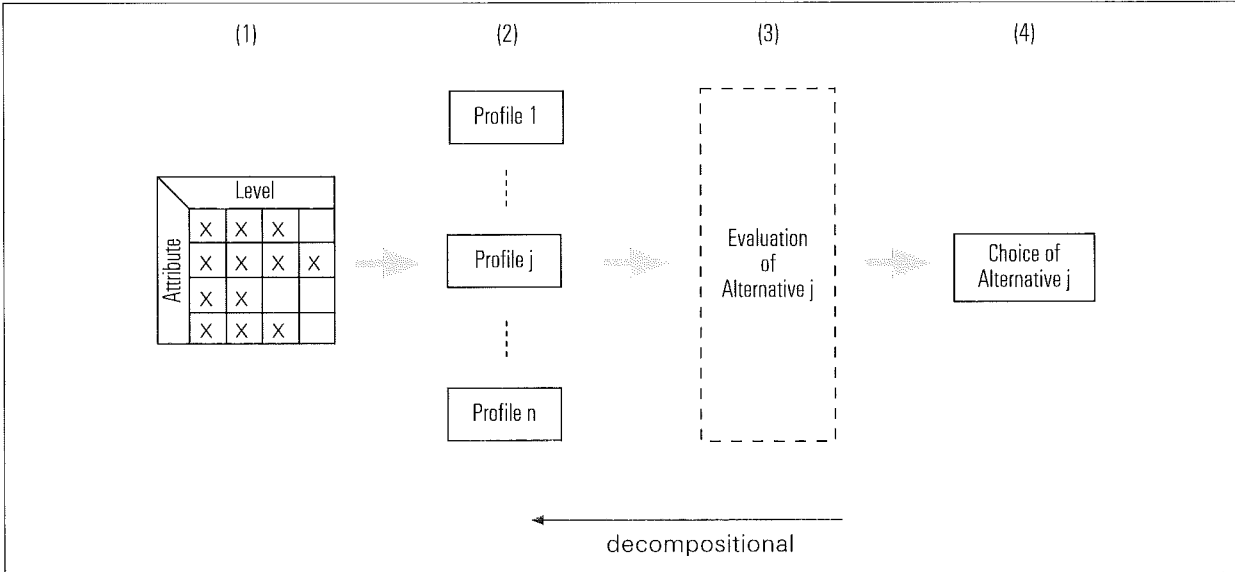 (1)
(2)
(3)
(4)
Level
Attribute
X X X
X X X X
X X
X X X
Profile 1
Profile j
Profile n
Evaluation
of
Alternative j
Choice of
Alternative j
decompositional